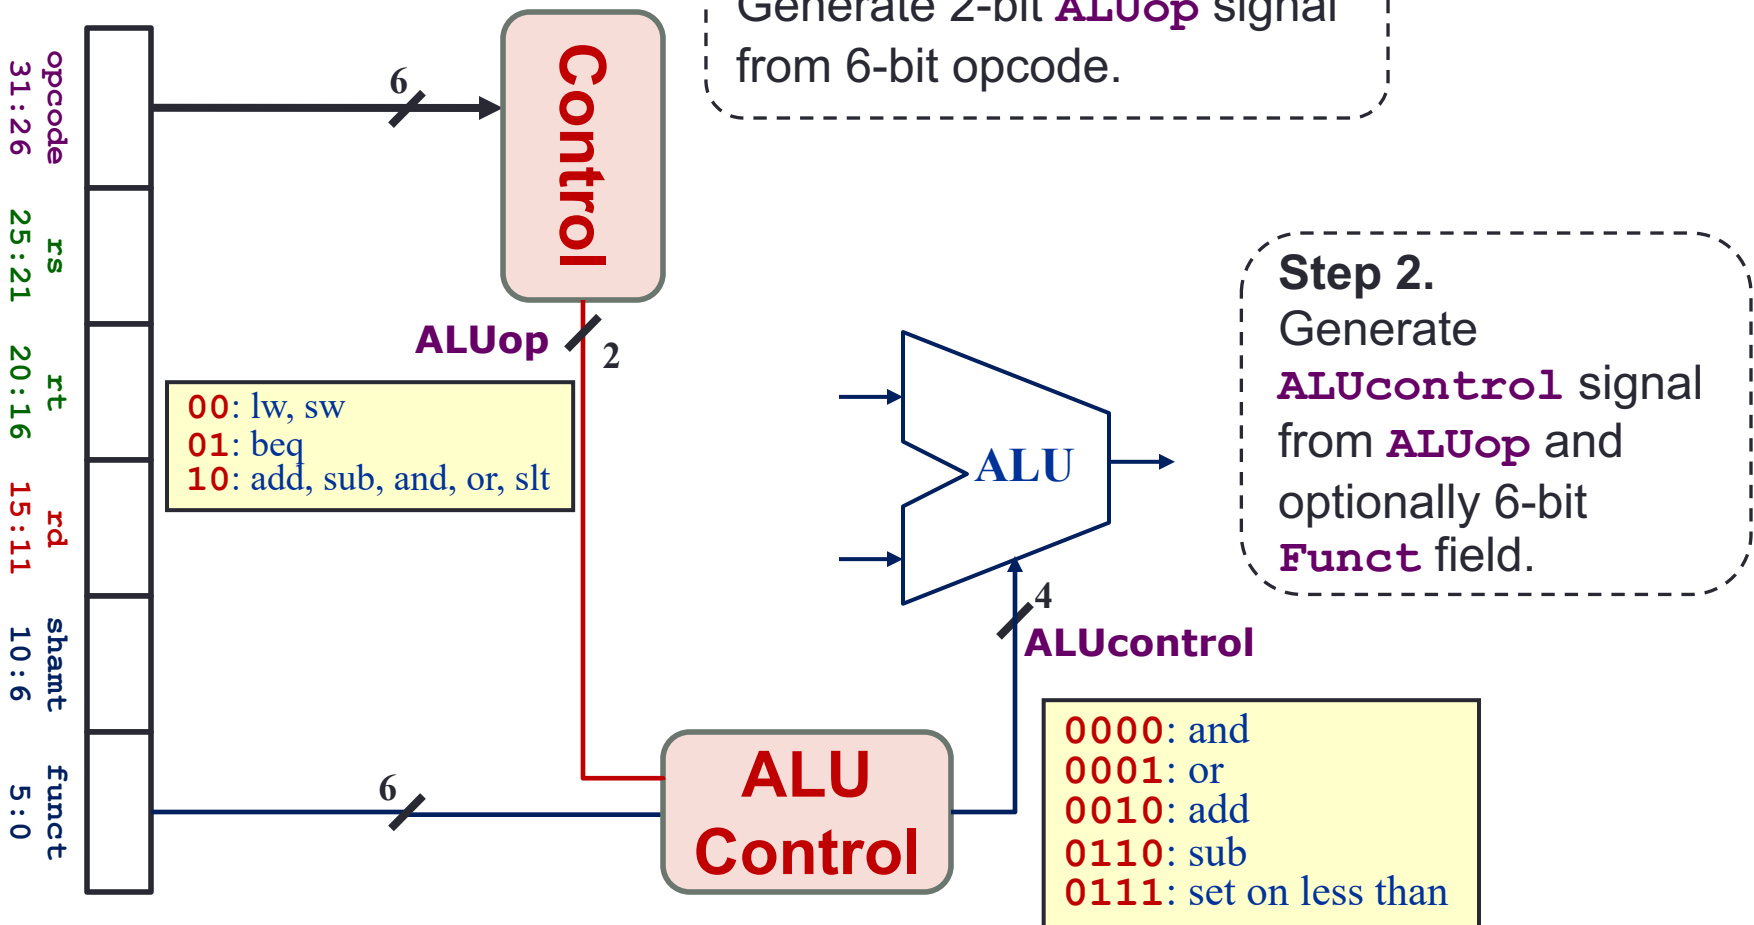 Generate 2-bit ALUop signal
from 6-bit opcode.
opcode
31:26
rs
25:21
rt
20:16
rd
15:11
shamt
10:6
funct
5:0
6
Control
ALUop
2
00: lw, sw
01: beq
10: add, sub, and, or, slt
ALU
Step 2.
Generate
ALUcontrol signal
from ALUop and
optionally 6-bit
Funct field.
4
ALUcontrol
6
ALU
Control
0000: and
0001: or
0010: add
0110: sub
0111: set on less than